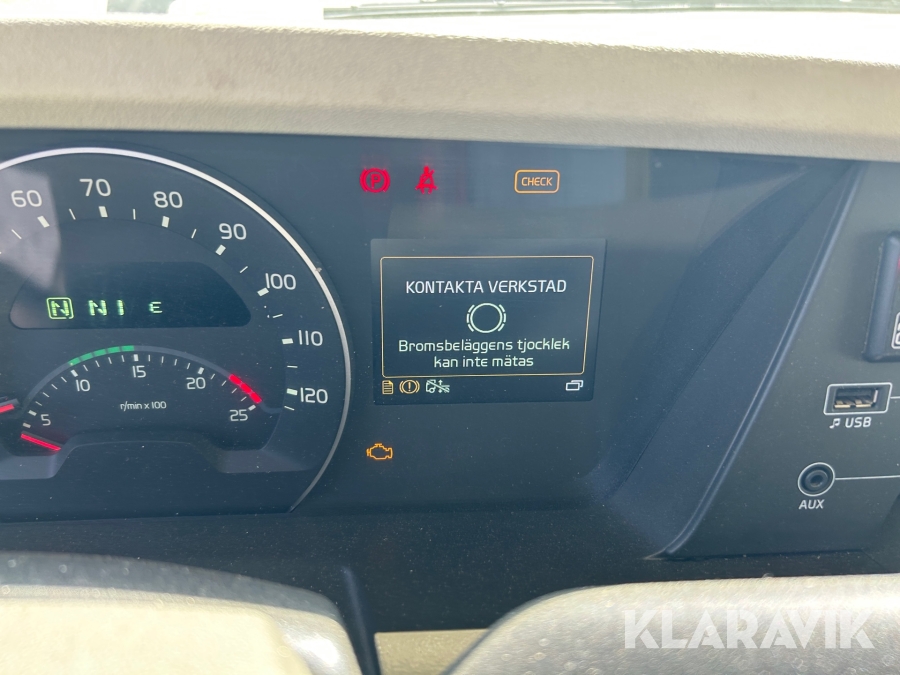 60
70
80
90
100
110
120
N N1 E
5
10
15
20
25
r/min x 100
P
CHECK
KONTAKTA VERKSTAD
Bromsbeläggens tjocklek
kan inte mätas
USB
AUX
KLARAVIK